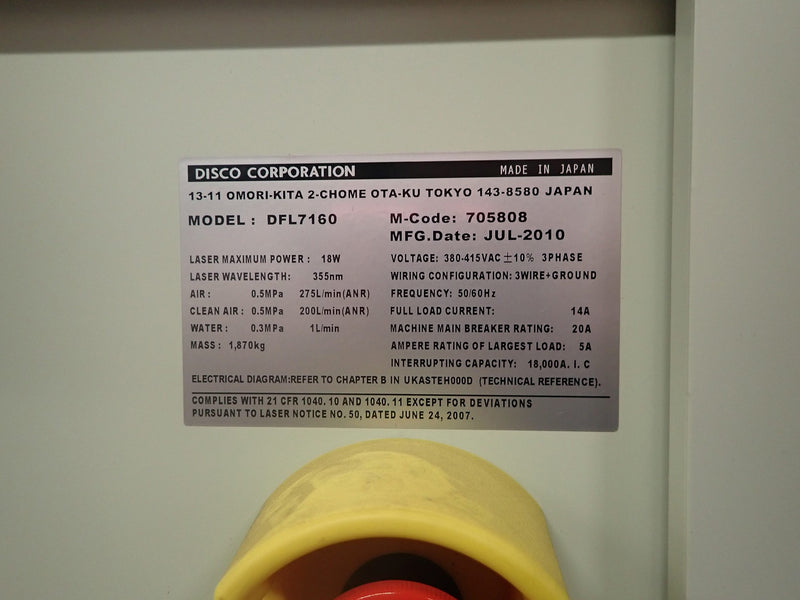 DISCO CORPORATION MADE IN JAPAN
13-11 OMORI-KITA 2-CHOME OTA-KU TOKYO 143-8580 JAPAN
MODEL : DFL7160 M-Code: 705808
MFG.Date: JUL-2010
LASER MAXIMUM POWER : 18W VOLTAGE: 380-415VAC ±10% 3PHASE
LASER WAVELENGTH: 355nm WIRING CONFIGURATION: 3WIRE+GROUND
AIR : 0.5MPa 275L/min(ANR) FREQUENCY: 50/60Hz
CLEAN AIR : 0.5MPa 200L/min(ANR) FULL LOAD CURRENT: 14A
WATER : 0.3MPa 1L/min MACHINE MAIN BREAKER RATING: 20A
MASS : 1,870kg AMPERE RATING OF LARGEST LOAD: 5A
INTERRUPTING CAPACITY: 18,000A. I. C
ELECTRICAL DIAGRAM:REFER TO CHAPTER B IN UKASTEH000D (TECHNICAL REFERENCE).
COMPLIES WITH 21 CFR 1040. 10 AND 1040. 11 EXCEPT FOR DEVIATIONS
PURSUANT TO LASER NOTICE NO. 50, DATED JUNE 24, 2007.